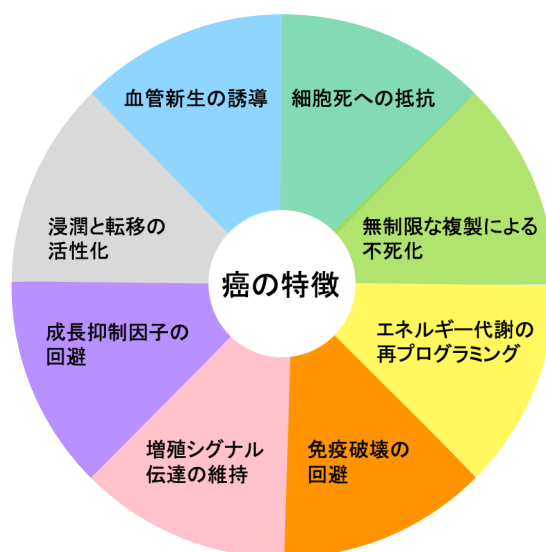 血管新生の誘導
細胞死への抵抗
浸潤と転移の
活性化
無制限な複製による
不死化
癌の特徴
成長抑制因子の
回避
エネルギー代謝の
再プログラミング
増殖シグナル
伝達の維持
免疫破壊の
回避